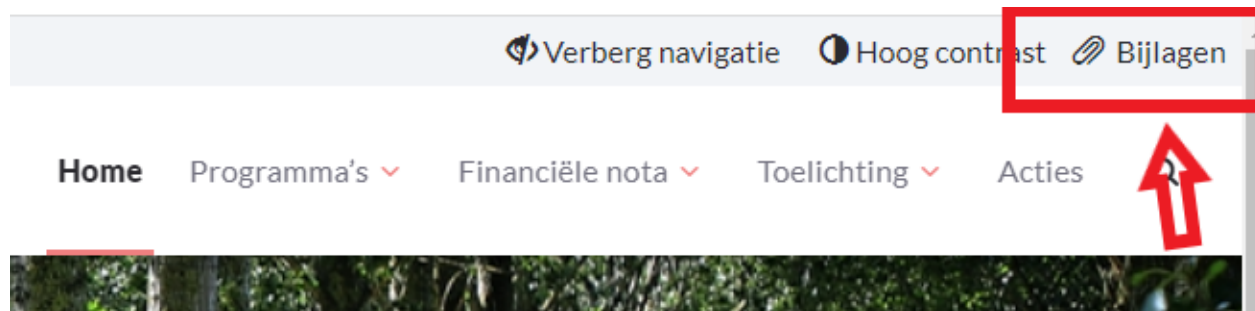 Verberg navigatie Hoog contrast Bijlagen
Home Programma's Financiële nota Toelichting Acties